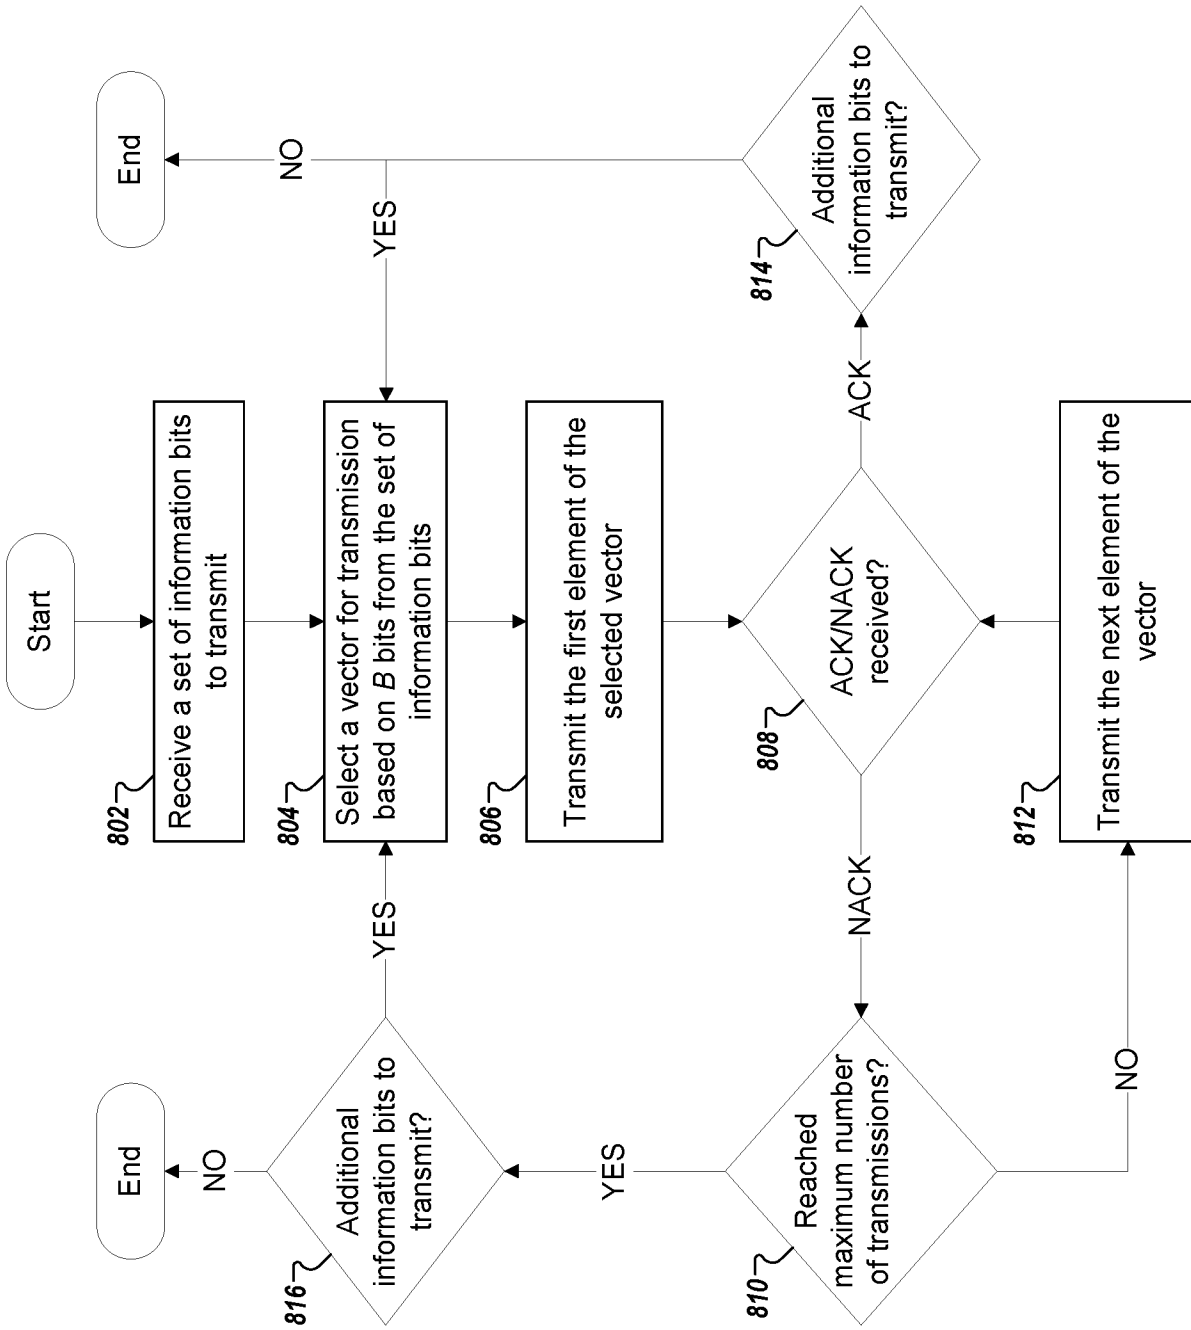 Start
802
Receive a set of information bits
to transmit
804
Select a vector for transmission
based on B bits from the set of
information bits
806
Transmit the first element of the
selected vector
808
ACK/NACK
received?
NACK
ACK
810
Reached
maximum number
of transmissions?
YES
NO
812
Transmit the next element of the
vector
814
Additional
information bits to
transmit?
YES
NO
End
816
Additional
information bits to
transmit?
YES
NO
End